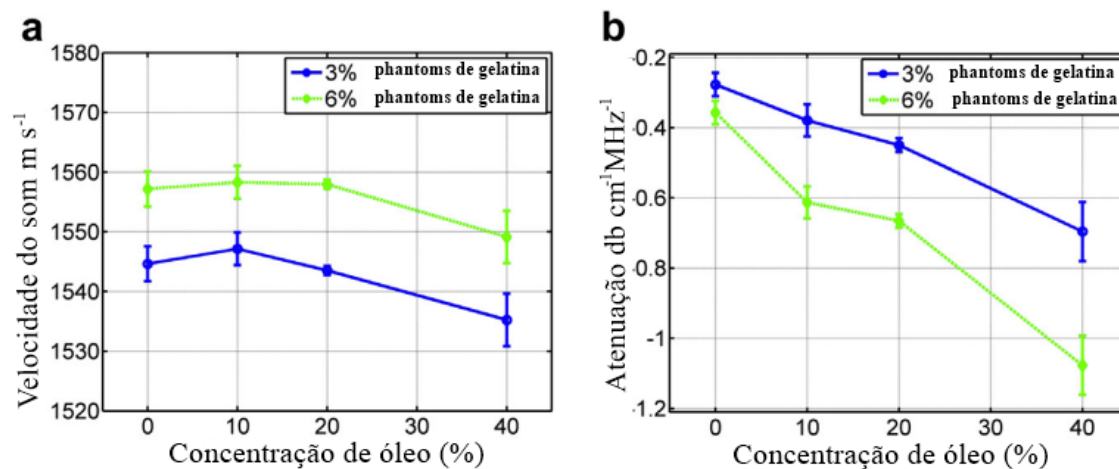 a
1580
1570
1560
1550
1540
1530
1520
Velocidade do som m s⁻¹
3% phantoms de gelatina
6% phantoms de gelatina
0 10 20 30 40
Concentração de óleo (%)
b
-0.2
-0.4
-0.6
-0.8
-1
-1.2
Atenuação db cm⁻¹MHz⁻¹
3% phantoms de gelatina
6% phantoms de gelatina
0 10 20 30 40
Concentração de óleo (%)